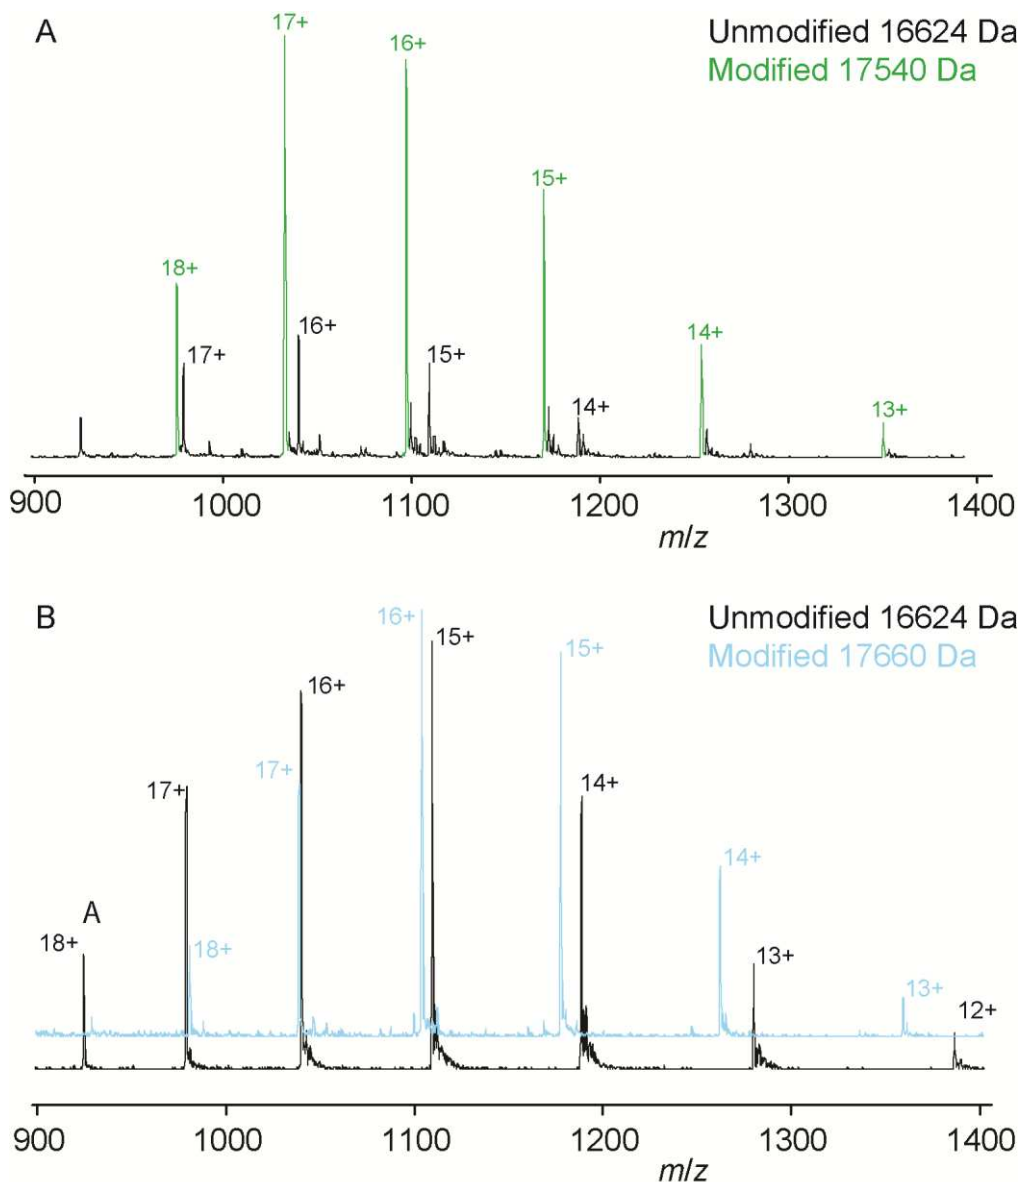 A
Unmodified 16624 Da
Modified 17540 Da
17+
16+
15+
18+
17+
16+
15+
14+
14+
13+
900 1000 1100 1200 1300 1400
m/z
B
Unmodified 16624 Da
Modified 17660 Da
16+
15+
15+
16+
17+
17+
14+
14+
A
18+
18+
13+
13+
12+
900 1000 1100 1200 1300 1400
m/z